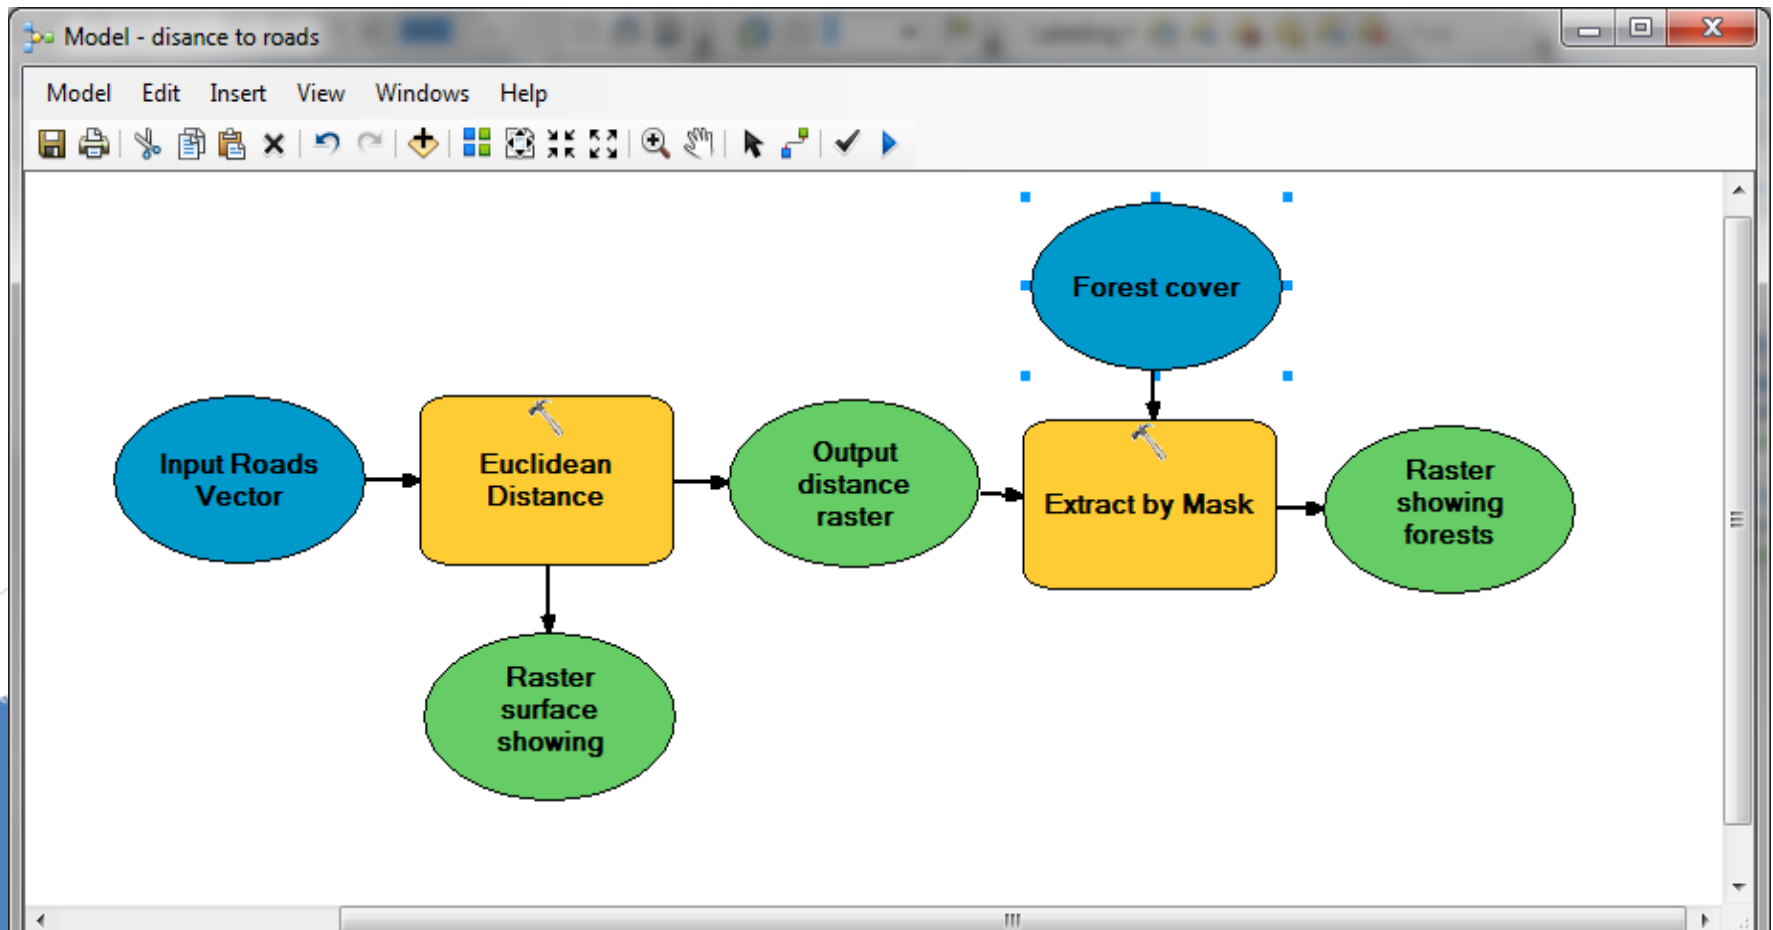 Model - disance to roads
Model Edit Insert View Windows Help
Forest cover
Input Roads
Vector
Euclidean
Distance
Output
distance
raster
Extract by Mask
Raster
showing
forests
Raster
surface
showing